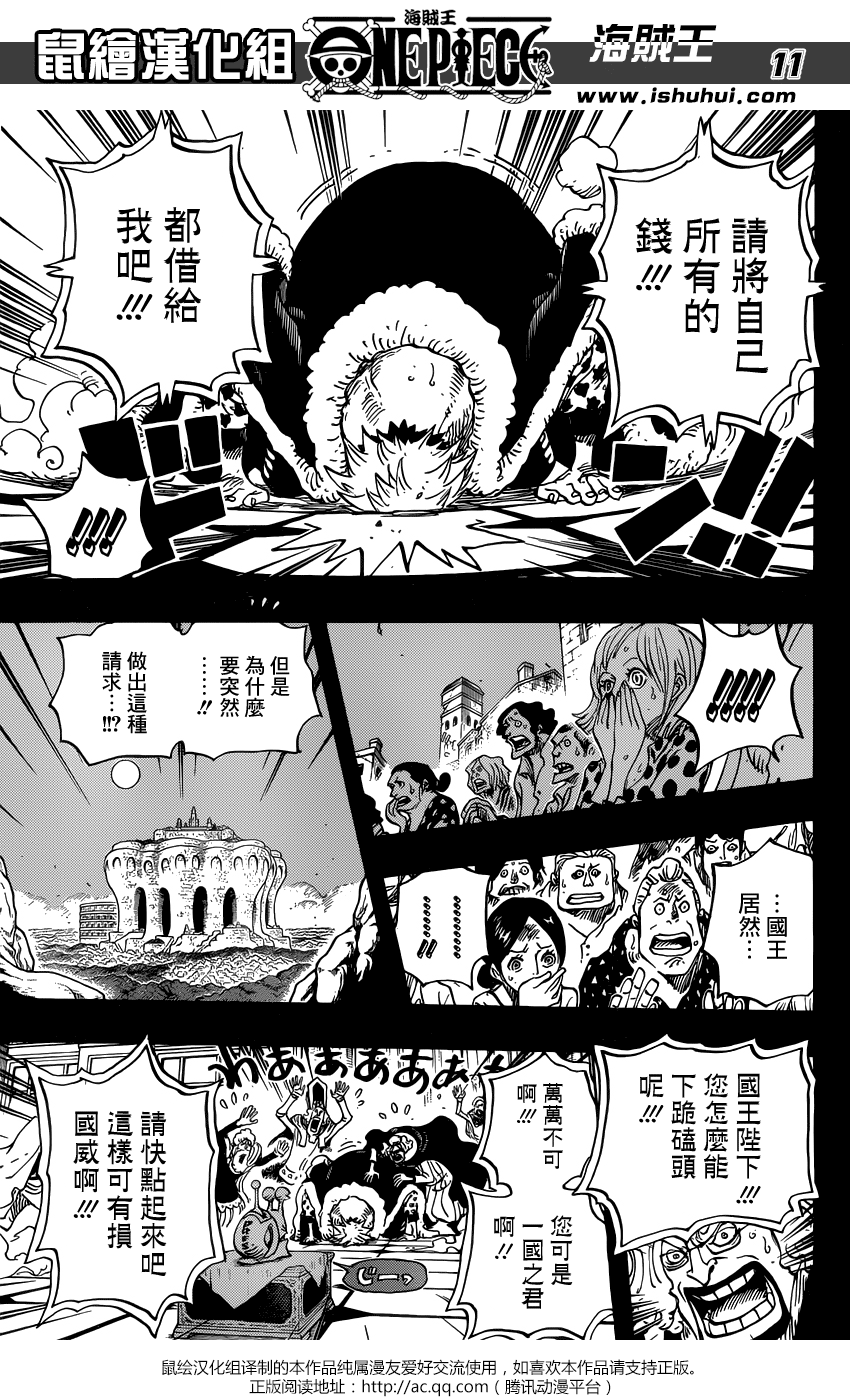 鼠繪漢化組
海賊王
ONE PIECE
海賊王
11
www.ishuhui.com
請將自己
所有的
錢!!!
都借給
我吧!!!
!!!!
!!
!!!!!
但是
為什麼
要突然
……!!
做出這種
請求…!!?
…國王
居然…
………!!
………!!
わあああああ
國王陛下!!!
您怎麼能
下跪磕頭
呢!!!
萬萬不可
啊!!!
您可是
一國之君
啊!!
請快點起來吧
這樣可有損
國威啊!!!
じーっ
鼠绘汉化组译制的本作品纯属漫友爱好交流使用，如喜欢本作品请支持正版。
正版阅读地址：http://ac.qq.com（腾讯动漫平台）